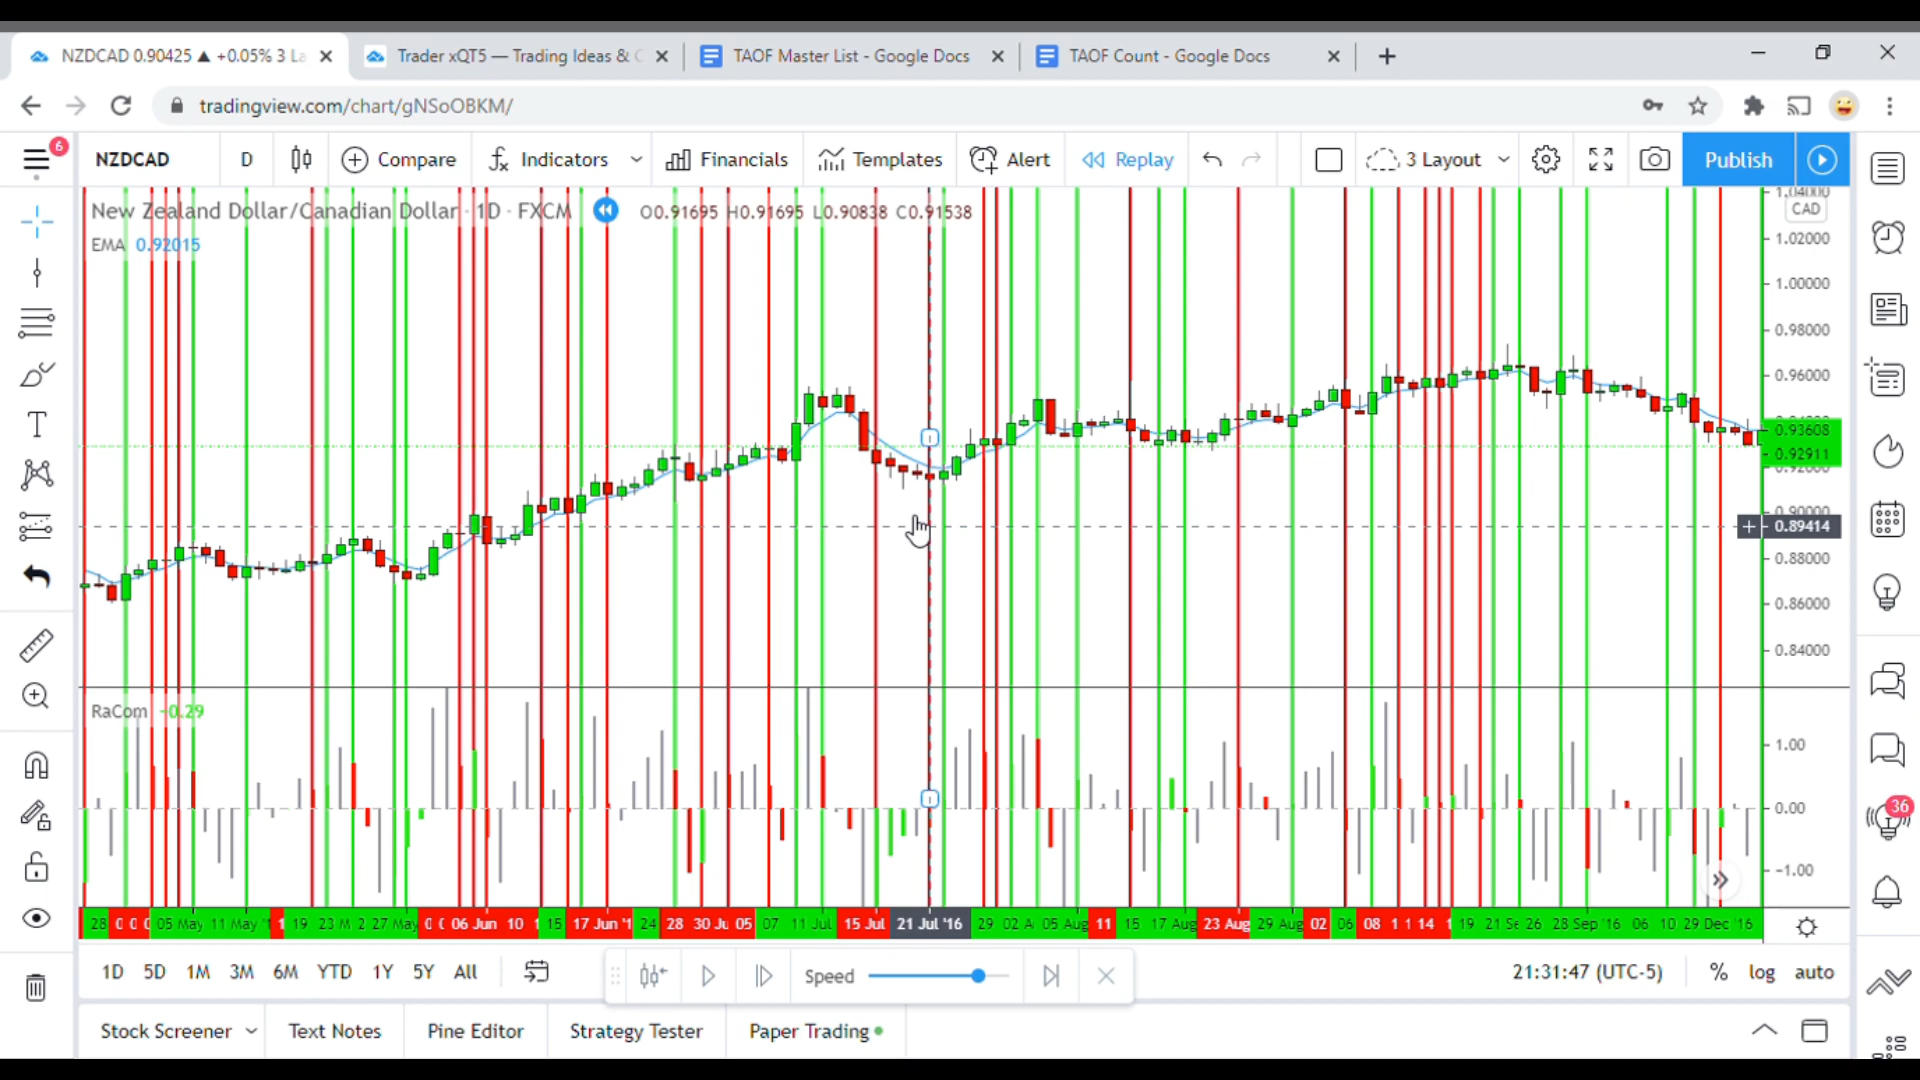 NZDCAD 0.90425 ▲ +0.05% 3 La
Trader xQT5 — Trading Ideas & C
TAOF Master List - Google Docs
TAOF Count - Google Docs
tradingview.com/chart/gNSoOBKM/
6
NZDCAD D Compare Indicators Financials Templates Alert Replay 3 Layout Publish
New Zealand Dollar/Canadian Dollar · 1D · FXCM O0.91695 H0.91695 L0.90838 C0.91538
EMA 0.92015
1.04000
CAD
1.02000
1.00000
0.98000
0.96000
0.93608
0.92911
0.92000
0.90000
0.89414
0.88000
0.86000
0.84000
RaCom -0.29
1.00
0.00
-1.00
36
28 05 May 11 May '1 19 23 M 2 27 May 06 Jun 10 15 17 Jun '1 24 28 30 Ju 05 07 11 Jul 15 Jul 21 Jul '16 29 02 A 05 Aug 11 15 17 Aug 23 Aug 29 Aug 02 06 08 1 1 14 19 21 Se 26 28 Sep '16 06 10 29 Dec '16
1D 5D 1M 3M 6M YTD 1Y 5Y All
Speed
21:31:47 (UTC-5) % log auto
Stock Screener Text Notes Pine Editor Strategy Tester Paper Trading